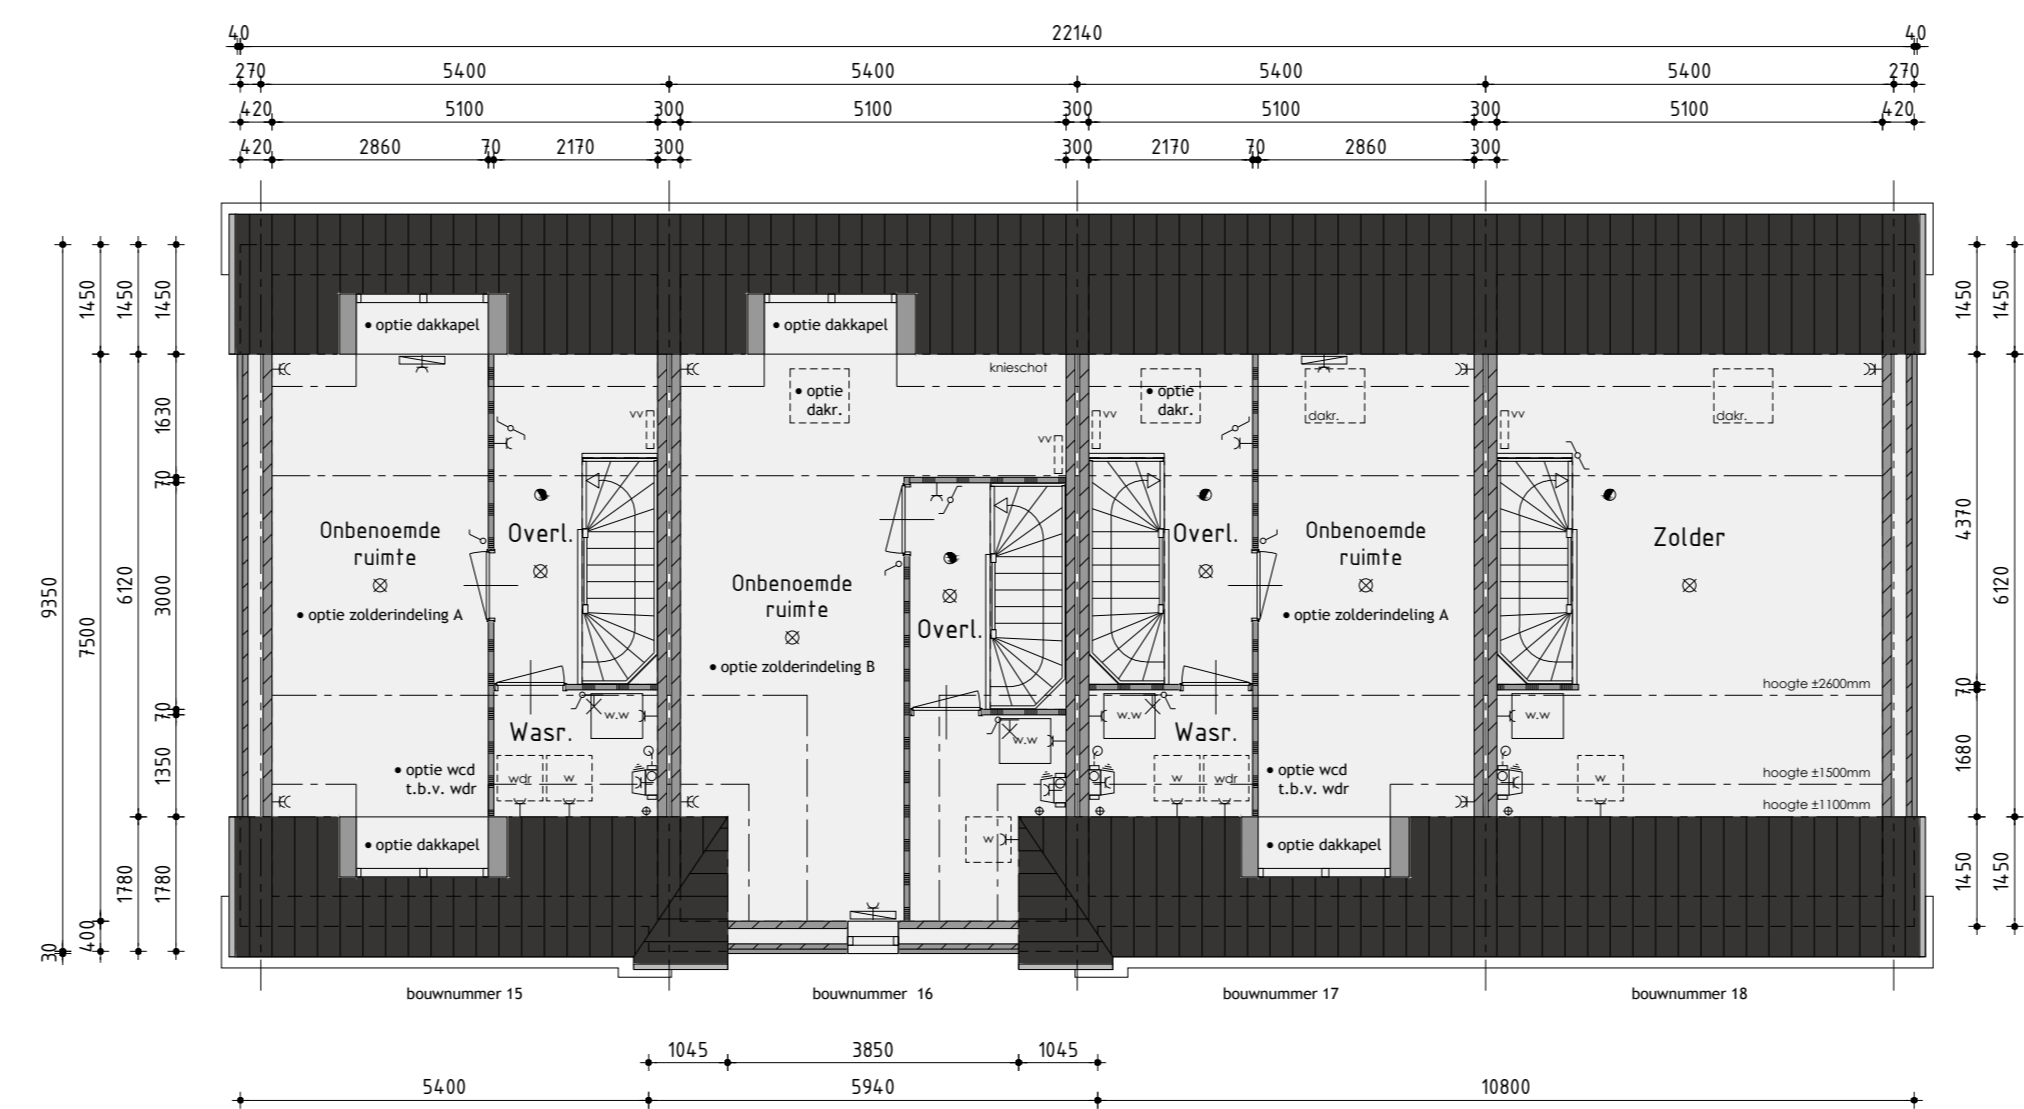 40 22140 40
270 5400 5400 5400 5400 270
420 5100 300 5100 300 5100 300 5100 420
420 2860 70 2170 300 300 2170 70 2860 300
1450 1450 1450 1450 1450
• optie dakkapel • optie dakkapel
knieschot
• optie
dakr.
• optie
dakr.
dakr.
dakr.
vv
vv
vv
vv
1630
70
3000
70
1350
6120
9350
7500
4370
70
1680
6120
Onbenoemde
ruimte
• optie zolderindeling A
Overl.
Onbenoemde
ruimte
• optie zolderindeling B
Overl.
Overl.
Onbenoemde
ruimte
• optie zolderindeling A
Zolder
hoogte ±2600mm
hoogte ±1500mm
hoogte ±1100mm
Wasr.
w.w
w.w
w.w
Wasr.
w.w
• optie wcd
t.b.v. wdr
wdr
w
w
w
wdr
• optie wcd
t.b.v. wdr
w
• optie dakkapel
• optie dakkapel
1780
1780
400
30
1450
1450
bouwnummer 15 bouwnummer 16 bouwnummer 17 bouwnummer 18
1045 3850 1045
5400 5940 10800